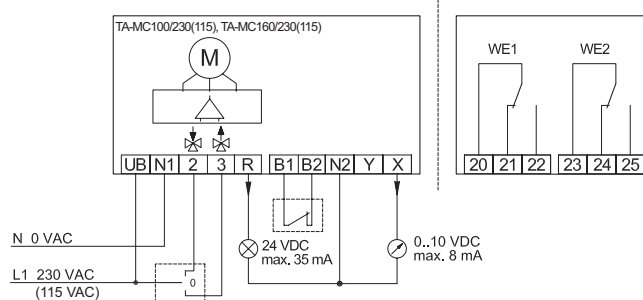 TA-MC100/230(115), TA-MC160/230(115)
M
UB N1 2 3 R B1 B2 N2 Y X
N 0 VAC
L1 230 VAC
(115 VAC)
0
24 VDC
max. 35 mA
0..10 VDC
max. 8 mA
WE1 WE2
20 21 22 23 24 25